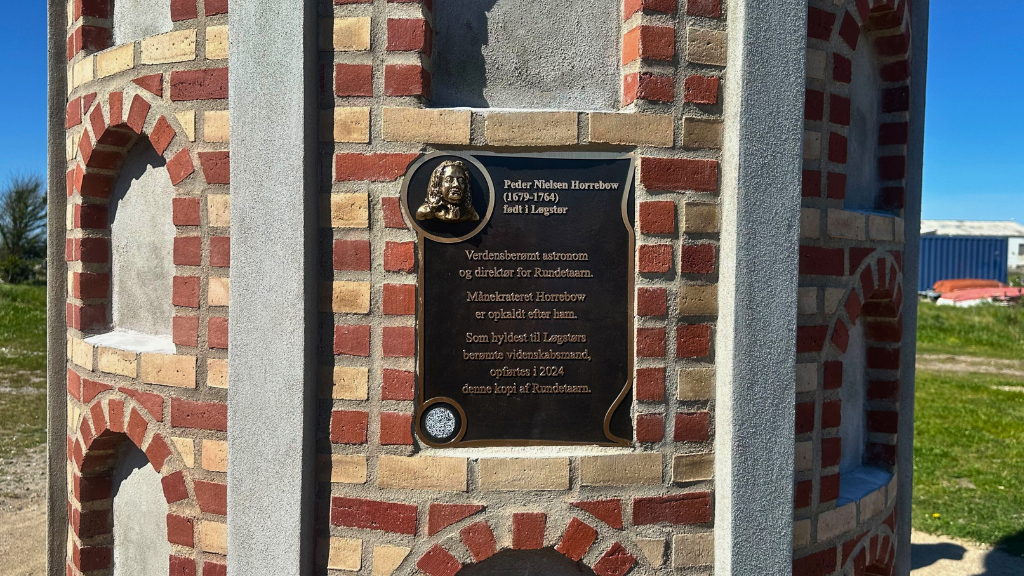 Peder Nielsen Horrebow
(1679-1764)
født i Løgstør
Verdensberømt astronom
og direktør for Rundetaarn.
Månekrateret Horrebow
er opkaldt efter ham.
Som hyldest til Løgstørs
berømte videnskabsmand,
opførtes i 2024
denne kopi af Rundetaarn.